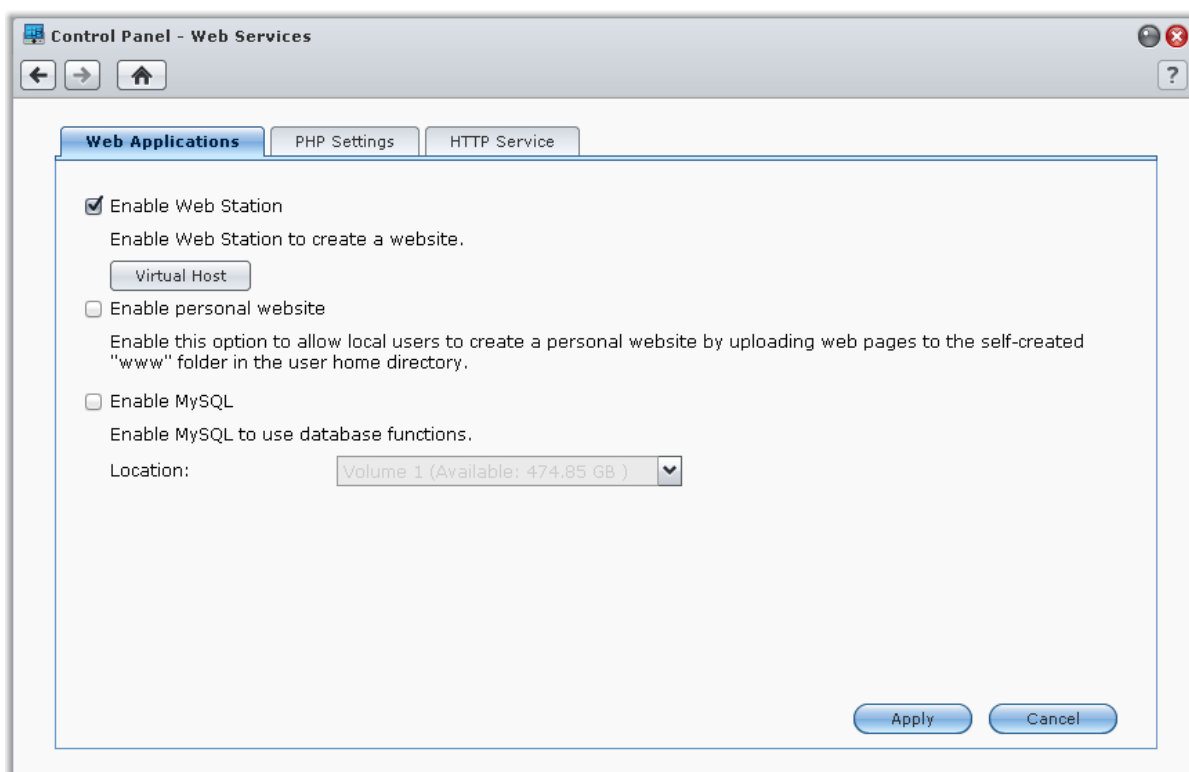 Control Panel - Web Services
?
Web Applications
PHP Settings
HTTP Service
Enable Web Station
Enable Web Station to create a website.
Virtual Host
Enable personal website
Enable this option to allow local users to create a personal website by uploading web pages to the self-created
"www" folder in the user home directory.
Enable MySQL
Enable MySQL to use database functions.
Location:
Volume 1 (Available: 474.85 GB )
Apply
Cancel